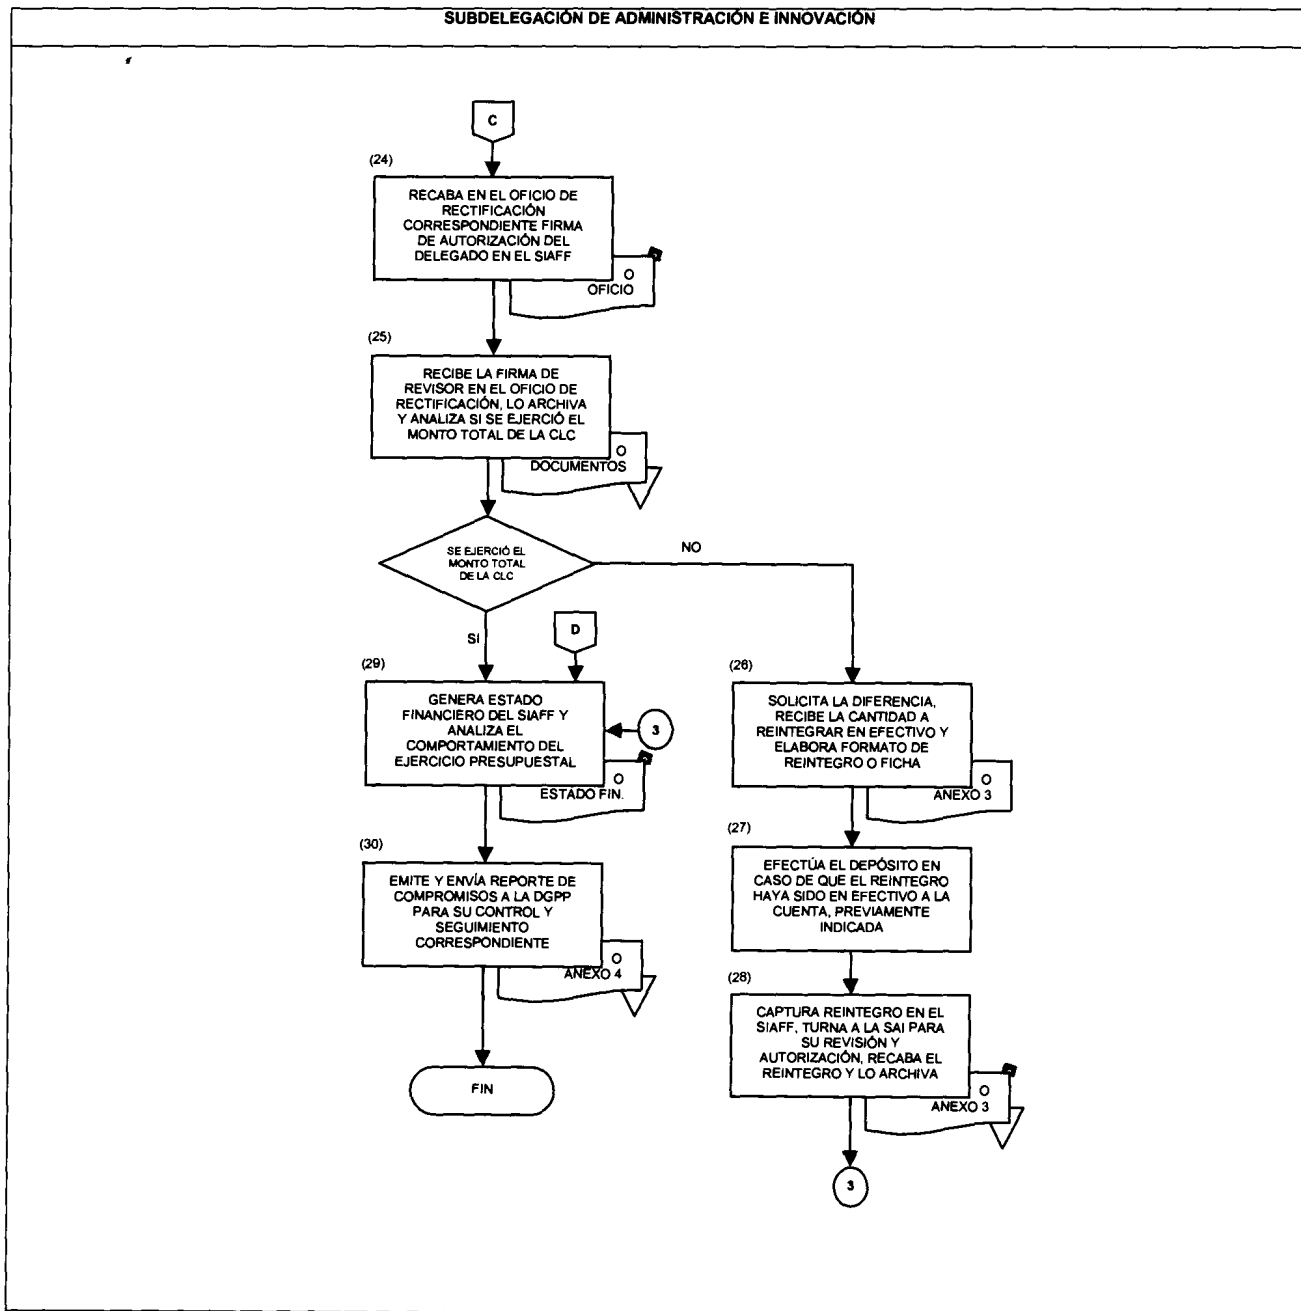 SUBDELEGACIÓN DE ADMINISTRACIÓN E INNOVACIÓN
C
(24)
RECABA EN EL OFICIO DE
RECTIFICACIÓN
CORRESPONDIENTE FIRMA
DE AUTORIZACIÓN DEL
DELEGADO EN EL SIAFF
O
OFICIO
(25)
RECIBE LA FIRMA DE
REVISOR EN EL OFICIO DE
RECTIFICACIÓN, LO ARCHIVA
Y ANALIZA SI SE EJERCIÓ EL
MONTO TOTAL DE LA CLC
O
DOCUMENTOS
SE EJERCIÓ EL
MONTO TOTAL
DE LA CLC
NO
SI
D
(29)
GENERA ESTADO
FINANCIERO DEL SIAFF Y
ANALIZA EL
COMPORTAMIENTO DEL
EJERCICIO PRESUPUESTAL
3
O
ESTADO FIN.
(30)
EMITE Y ENVÍA REPORTE DE
COMPROMISOS A LA DGPP
PARA SU CONTROL Y
SEGUIMIENTO
CORRESPONDIENTE
O
ANEXO 4
FIN
(26)
SOLICITA LA DIFERENCIA,
RECIBE LA CANTIDAD A
REINTEGRAR EN EFECTIVO Y
ELABORA FORMATO DE
REINTEGRO O FICHA
O
ANEXO 3
(27)
EFECTÚA EL DEPÓSITO EN
CASO DE QUE EL REINTEGRO
HAYA SIDO EN EFECTIVO A LA
CUENTA, PREVIAMENTE
INDICADA
(28)
CAPTURA REINTEGRO EN EL
SIAFF, TURNA A LA SAI PARA
SU REVISIÓN Y
AUTORIZACIÓN, RECABA EL
REINTEGRO Y LO ARCHIVA
O
ANEXO 3
3